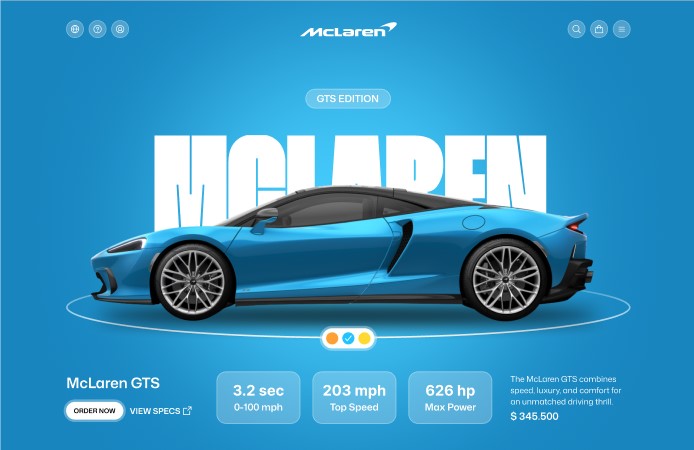 McLaren
GTS EDITION
MCLAREN
McLaren GTS
ORDER NOW
VIEW SPECS
3.2 sec
0-100 mph
203 mph
Top Speed
626 hp
Max Power
The McLaren GTS combines
speed, luxury, and comfort for
an unmatched driving thrill.
$ 345.500